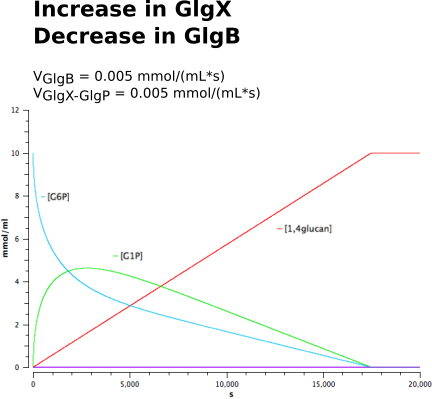 Increase in GlgX
Decrease in GlgB
VGlgB = 0.005 mmol/(mL*s)
VGlgX-GlgP = 0.005 mmol/(mL*s)
12
10
8
6
4
2
0
mmol/ml
[G6P]
[G1P]
[1,4glucan]
0
5,000
10,000
15,000
20,000
s